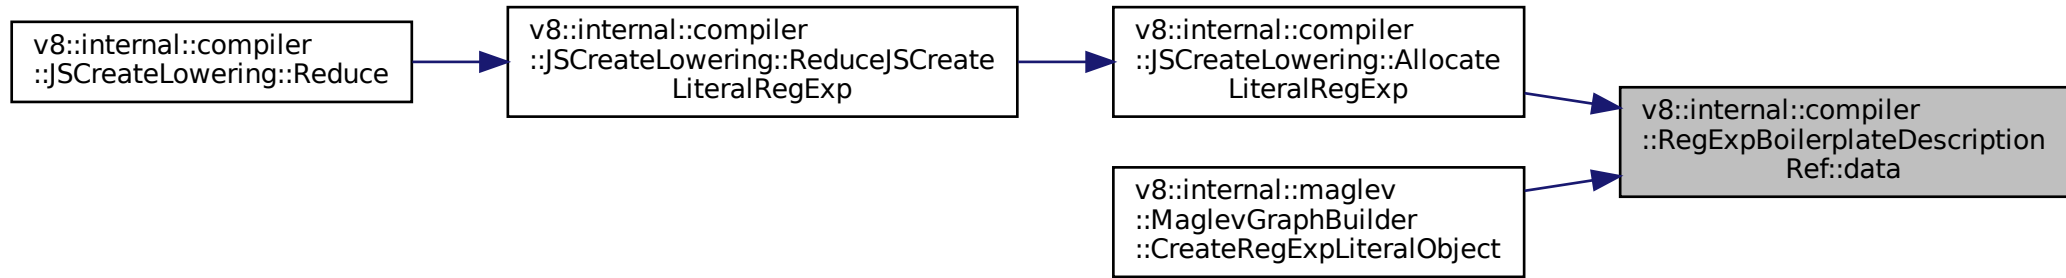 v8::internal::compiler
::JSCreateLowering::Reduce
v8::internal::compiler
::JSCreateLowering::ReduceJSCreate
LiteralRegExp
v8::internal::compiler
::JSCreateLowering::Allocate
LiteralRegExp
v8::internal::compiler
::RegExpBoilerplateDescription
Ref::data
v8::internal::maglev
::MaglevGraphBuilder
::CreateRegExpLiteralObject